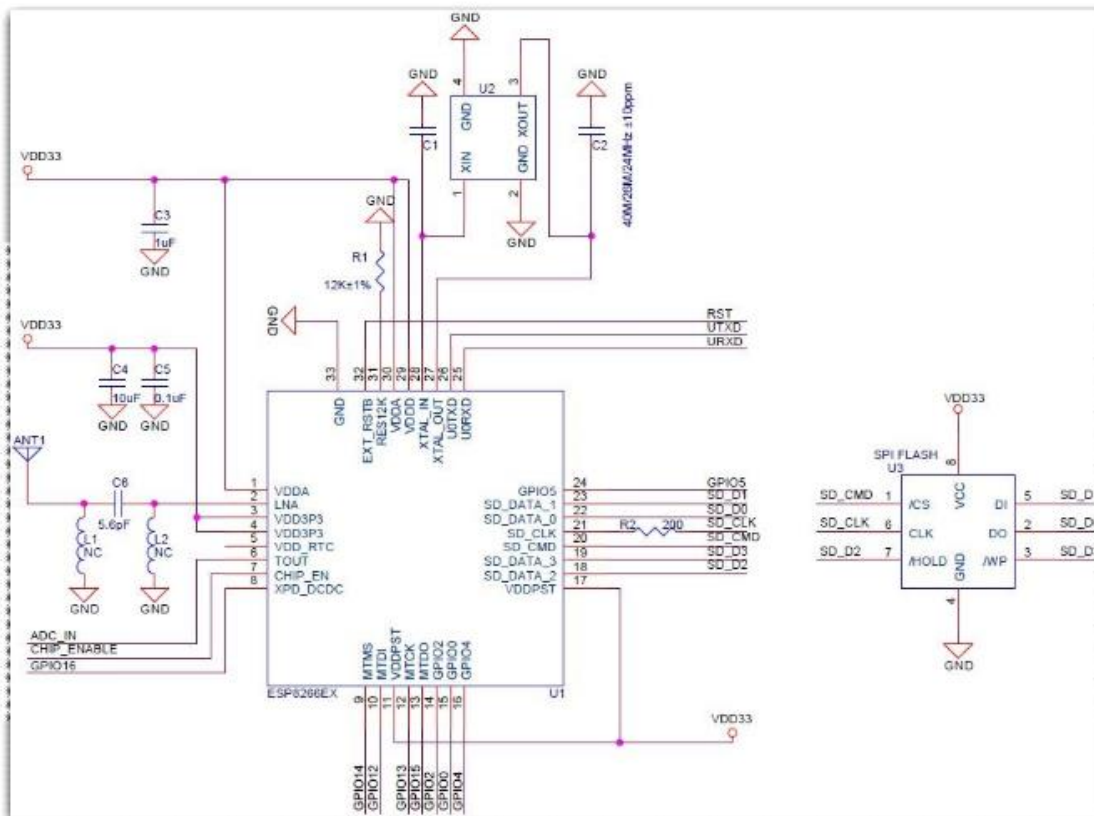 GND
GND
4
3
U2
GND
XOUT
XIN
GND
1
2
GND
C1
GND
C2
40M/26M/24MHz ±10ppm
VDD33
C3
1uF
GND
GND
R1
12K±1%
GND
VDD33
C4
10uF
GND
C5
0.1uF
GND
RST
UTXD
URXD
33
32
31
30
29
28
27
26
25
GND
EXT_RSTB
RES12K
VDDA
VDDD
XTAL_IN
XTAL_OUT
U0TXD
U0RXD
ANT1
C6
5.6pF
L1
NC
L2
NC
GND
GND
1 VDDA
2 LNA
3 VDD3P3
4 VDD3P3
5 VDD_RTC
6 TOUT
7 CHIP_EN
8 XPD_DCDC
GPIO5 24 GPIO5
SD_DATA_1 23 SD_D1
SD_DATA_0 22 SD_D0
SD_CLK 21 R2 200 SD_CLK
SD_CMD 20 SD_CMD
SD_DATA_3 19 SD_D3
SD_DATA_2 18 SD_D2
VDDPST 17
ADC_IN
CHIP_ENABLE
GPIO16
MTMS
MTDI
VDDPST
MTCK
MTDO
GPIO2
GPIO0
GPIO4
ESP8266EX
U1
9
10
11
12
13
14
15
16
GPIO14
GPIO12
GPIO13
GPIO15
GPIO2
GPIO0
GPIO4
VDD33
VDD33
8
SPI FLASH
U3
VCC
SD_CMD 1 /CS
SD_CLK 6 CLK
SD_D2 7 /HOLD
DI 5 SD_D
DO 2 SD_D
/WP 3 SD_D
GND
4
GND